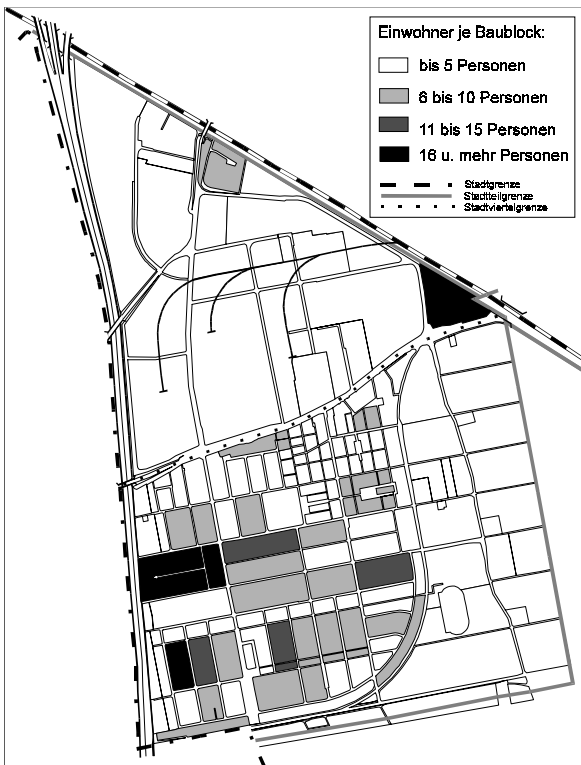 Einwohner je Baublock:
bis 5 Personen
6 bis 10 Personen
11 bis 15 Personen
16 u. mehr Personen
Stadtgrenze
Stadtteilgrenze
Stadtviertelgrenze